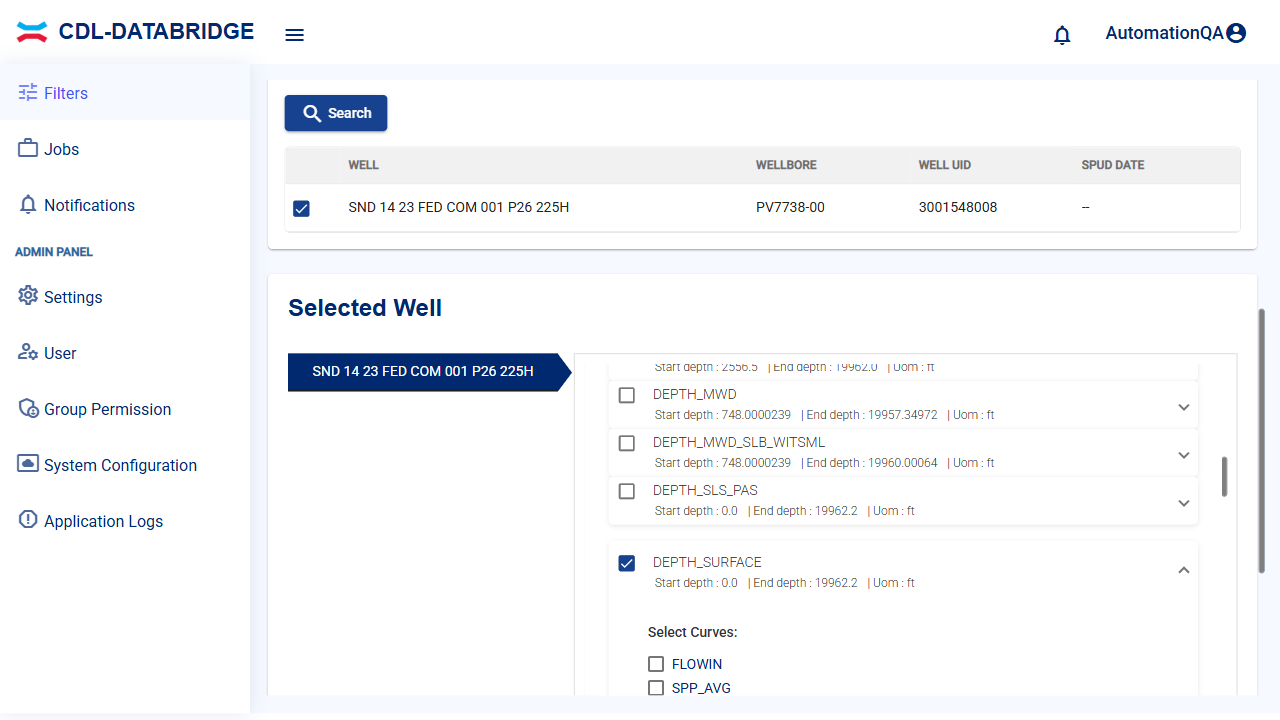 CDL-DATABRIDGE
AutomationQA
Filters
Jobs
Notifications
ADMIN PANEL
Settings
User
Group Permission
System Configuration
Application Logs
Search
WELL WELLBORE WELL UID SPUD DATE
SND 14 23 FED COM 001 P26 225H PV7738-00 3001548008 --
Selected Well
SND 14 23 FED COM 001 P26 225H
Start depth : 2556.5 | End depth : 19962.0 | Uom : ft
DEPTH_MWD
Start depth : 748.0000239 | End depth : 19957.34972 | Uom : ft
DEPTH_MWD_SLB_WITSML
Start depth : 748.0000239 | End depth : 19960.00064 | Uom : ft
DEPTH_SLS_PAS
Start depth : 0.0 | End depth : 19962.2 | Uom : ft
DEPTH_SURFACE
Start depth : 0.0 | End depth : 19962.2 | Uom : ft
Select Curves:
FLOWIN
SPP_AVG